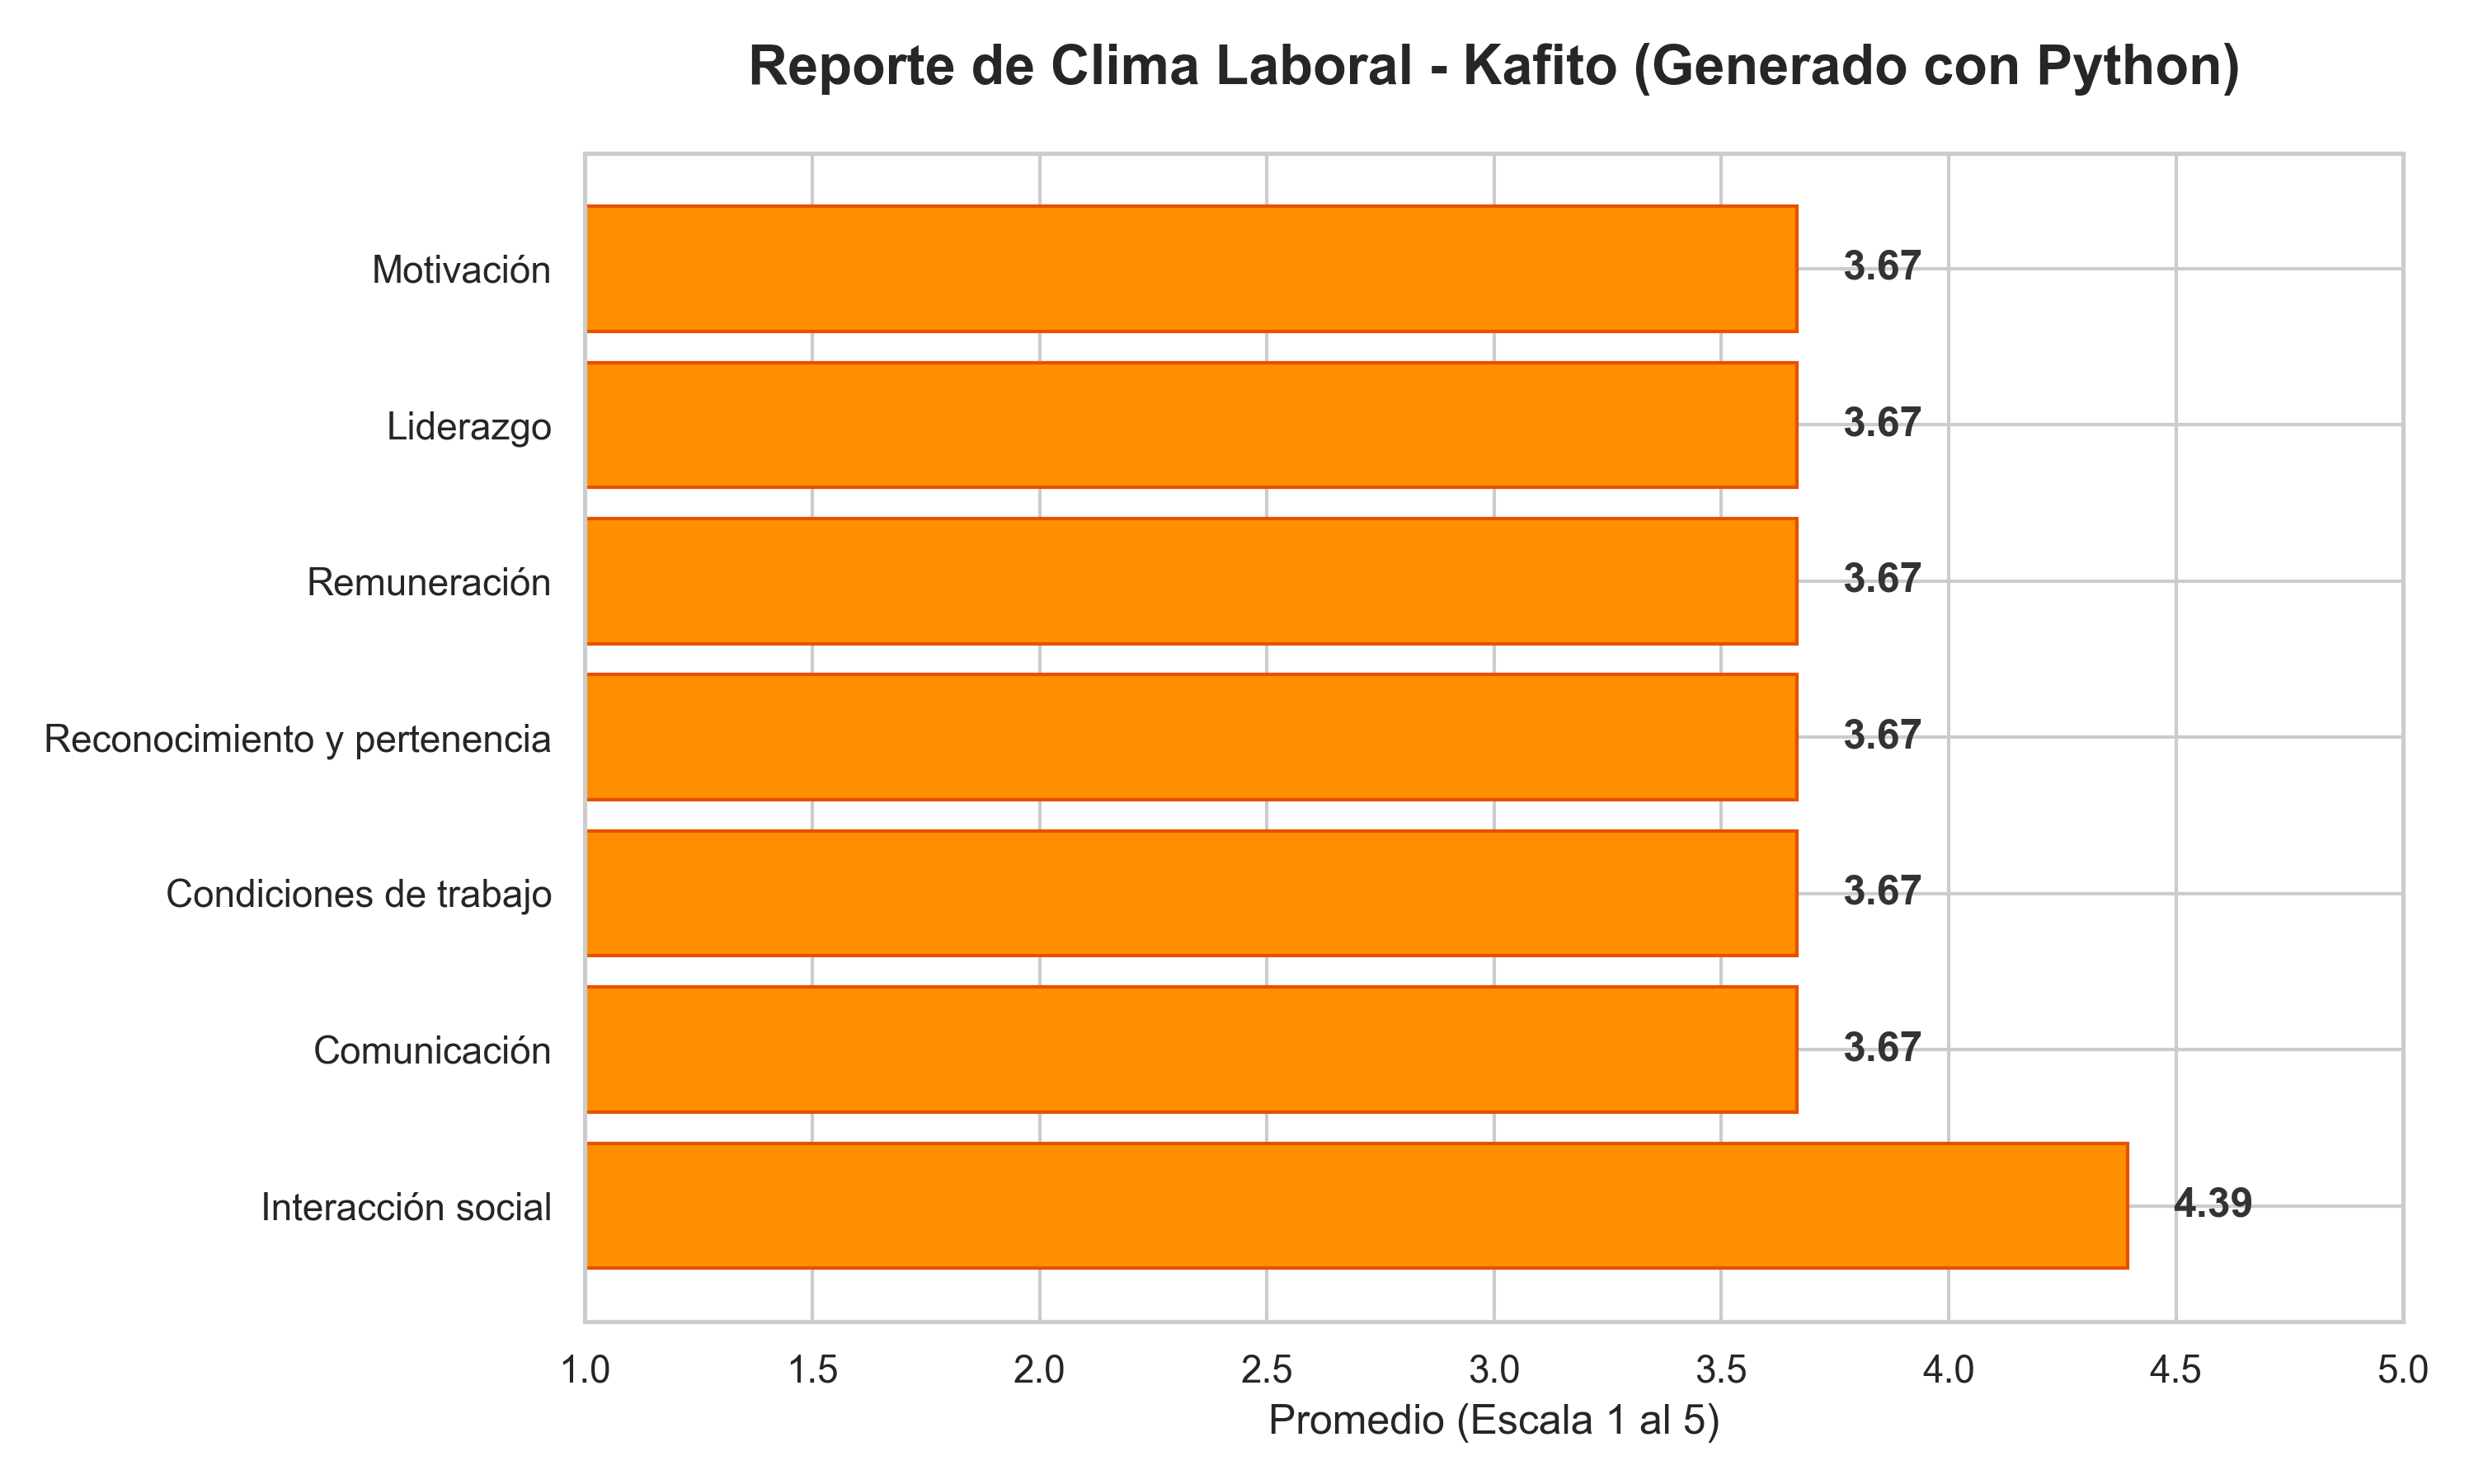 Reporte de Clima Laboral - Kafito (Generado con Python)
Motivación 3.67
Liderazgo 3.67
Remuneración 3.67
Reconocimiento y pertenencia 3.67
Condiciones de trabajo 3.67
Comunicación 3.67
Interacción social 4.39
1.0 1.5 2.0 2.5 3.0 3.5 4.0 4.5 5.0
Promedio (Escala 1 al 5)